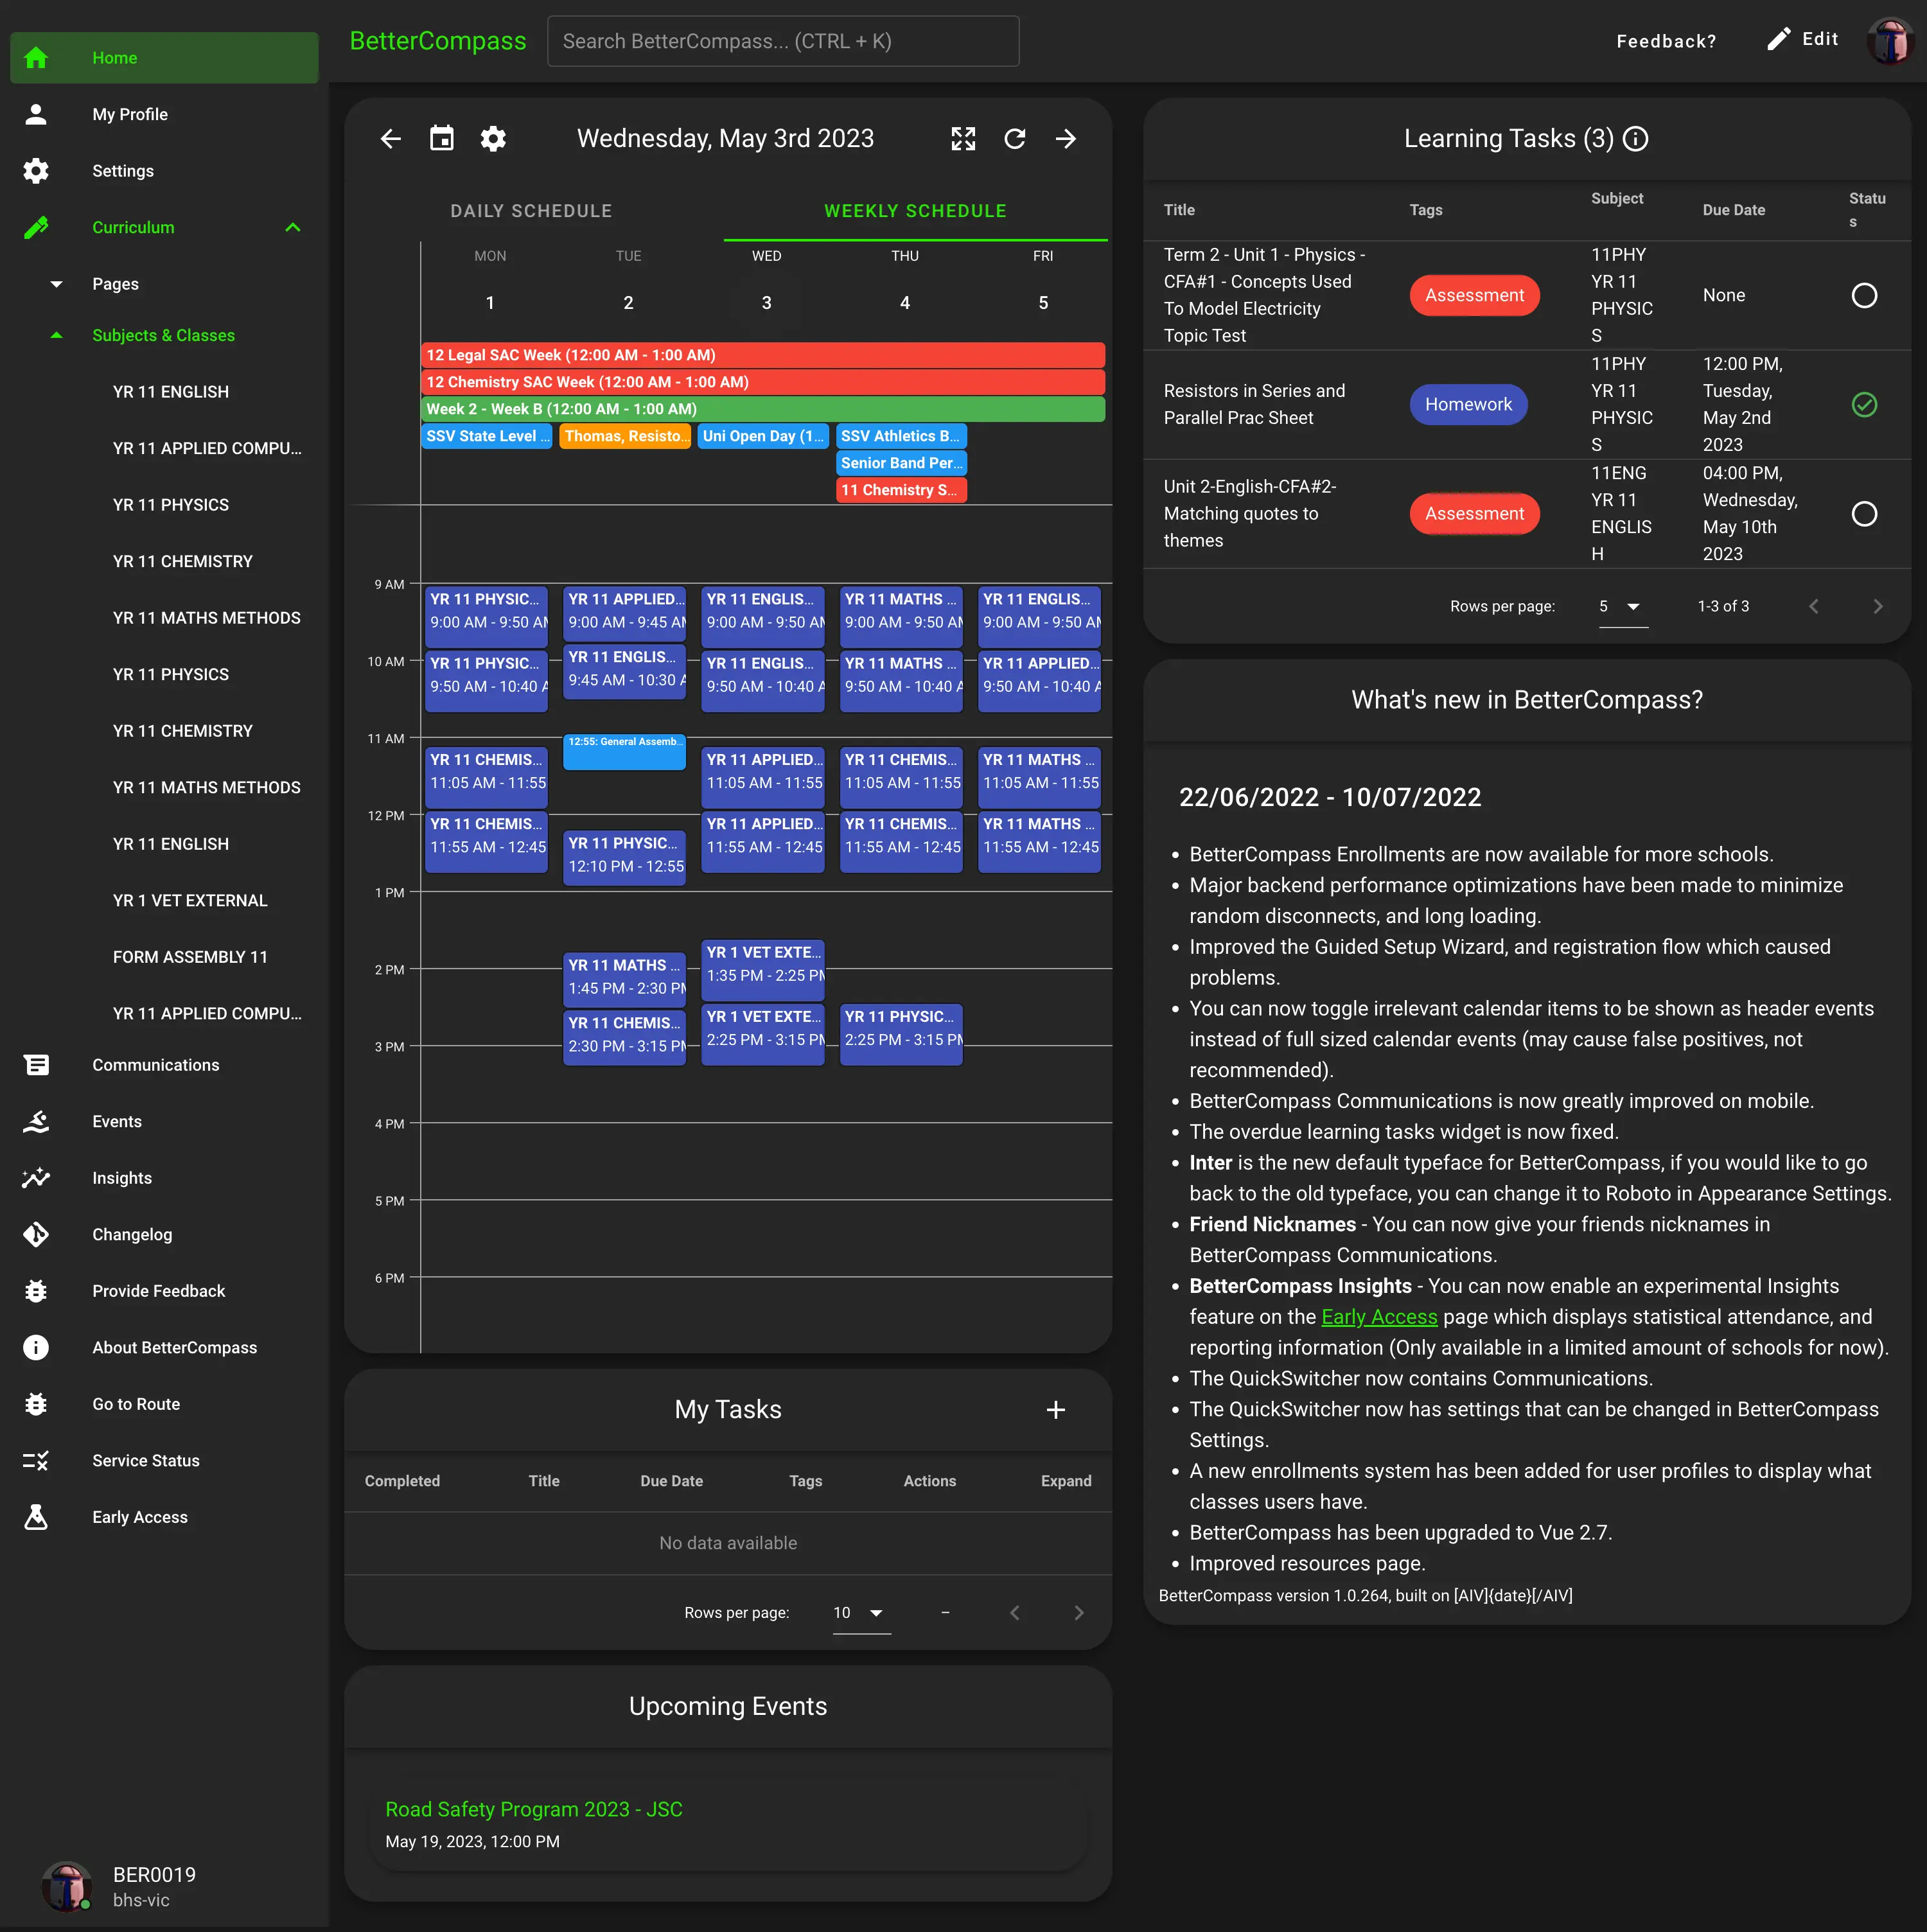 Home
My Profile
Settings
Curriculum
Pages
Subjects & Classes
YR 11 ENGLISH
YR 11 APPLIED COMPU...
YR 11 PHYSICS
YR 11 CHEMISTRY
YR 11 MATHS METHODS
YR 11 PHYSICS
YR 11 CHEMISTRY
YR 11 MATHS METHODS
YR 11 ENGLISH
YR 1 VET EXTERNAL
FORM ASSEMBLY 11
YR 11 APPLIED COMPU...
Communications
Events
Insights
Changelog
Provide Feedback
About BetterCompass
Go to Route
Service Status
Early Access
BER0019
bhs-vic
BetterCompass
Search BetterCompass... (CTRL + K)
Feedback?
Edit
Wednesday, May 3rd 2023
DAILY SCHEDULE
WEEKLY SCHEDULE
MON TUE WED THU FRI
1 2 3 4 5
12 Legal SAC Week (12:00 AM - 1:00 AM)
12 Chemistry SAC Week (12:00 AM - 1:00 AM)
Week 2 - Week B (12:00 AM - 1:00 AM)
SSV State Level ... Thomas, Resisto... Uni Open Day (1... SSV Athletics B...
Senior Band Per...
11 Chemistry S...
9 AM
YR 11 PHYSIC... YR 11 APPLIED... YR 11 ENGLIS... YR 11 MATHS ... YR 11 ENGLIS...
9:00 AM - 9:50 AM 9:00 AM - 9:45 AM 9:00 AM - 9:50 AM 9:00 AM - 9:50 AM 9:00 AM - 9:50 AM
10 AM
YR 11 PHYSIC... YR 11 ENGLIS... YR 11 ENGLIS... YR 11 MATHS ... YR 11 APPLIED...
9:50 AM - 10:40 A 9:45 AM - 10:30 A 9:50 AM - 10:40 A 9:50 AM - 10:40 A 9:50 AM - 10:40 A
11 AM
12:55: General Assemb...
YR 11 CHEMIS... YR 11 APPLIED... YR 11 CHEMIS... YR 11 MATHS ...
11:05 AM - 11:55 11:05 AM - 11:55 11:05 AM - 11:55 11:05 AM - 11:55
12 PM
YR 11 CHEMIS... YR 11 PHYSIC... YR 11 APPLIED... YR 11 CHEMIS... YR 11 MATHS ...
11:55 AM - 12:45 12:10 PM - 12:55 11:55 AM - 12:45 11:55 AM - 12:45 11:55 AM - 12:45
1 PM
YR 1 VET EXTE...
1:35 PM - 2:25 PM
2 PM
YR 11 MATHS ...
1:45 PM - 2:30 PM
YR 11 CHEMIS... YR 1 VET EXTE... YR 11 PHYSIC...
2:30 PM - 3:15 PM 2:25 PM - 3:15 PM 2:25 PM - 3:15 PM
3 PM
4 PM
5 PM
6 PM
My Tasks
Completed Title Due Date Tags Actions Expand
No data available
Rows per page: 10 –
Upcoming Events
Road Safety Program 2023 - JSC
May 19, 2023, 12:00 PM
Learning Tasks (3)
Title Tags Subject Due Date Statu
s
Term 2 - Unit 1 - Physics -
CFA#1 - Concepts Used
To Model Electricity
Topic Test
Assessment
11PHY
YR 11
PHYSIC
S
None
Resistors in Series and
Parallel Prac Sheet
Homework
11PHY
YR 11
PHYSIC
S
12:00 PM,
Tuesday,
May 2nd
2023
Unit 2-English-CFA#2-
Matching quotes to
themes
Assessment
11ENG
YR 11
ENGLIS
H
04:00 PM,
Wednesday,
May 10th
2023
Rows per page: 5 1-3 of 3
What's new in BetterCompass?
22/06/2022 - 10/07/2022
• BetterCompass Enrollments are now available for more schools.
• Major backend performance optimizations have been made to minimize
random disconnects, and long loading.
• Improved the Guided Setup Wizard, and registration flow which caused
problems.
• You can now toggle irrelevant calendar items to be shown as header events
instead of full sized calendar events (may cause false positives, not
recommended).
• BetterCompass Communications is now greatly improved on mobile.
• The overdue learning tasks widget is now fixed.
• Inter is the new default typeface for BetterCompass, if you would like to go
back to the old typeface, you can change it to Roboto in Appearance Settings.
• Friend Nicknames - You can now give your friends nicknames in
BetterCompass Communications.
• BetterCompass Insights - You can now enable an experimental Insights
feature on the Early Access page which displays statistical attendance, and
reporting information (Only available in a limited amount of schools for now).
• The QuickSwitcher now contains Communications.
• The QuickSwitcher now has settings that can be changed in BetterCompass
Settings.
• A new enrollments system has been added for user profiles to display what
classes users have.
• BetterCompass has been upgraded to Vue 2.7.
• Improved resources page.
BetterCompass version 1.0.264, built on [AIV]{date}[/AIV]